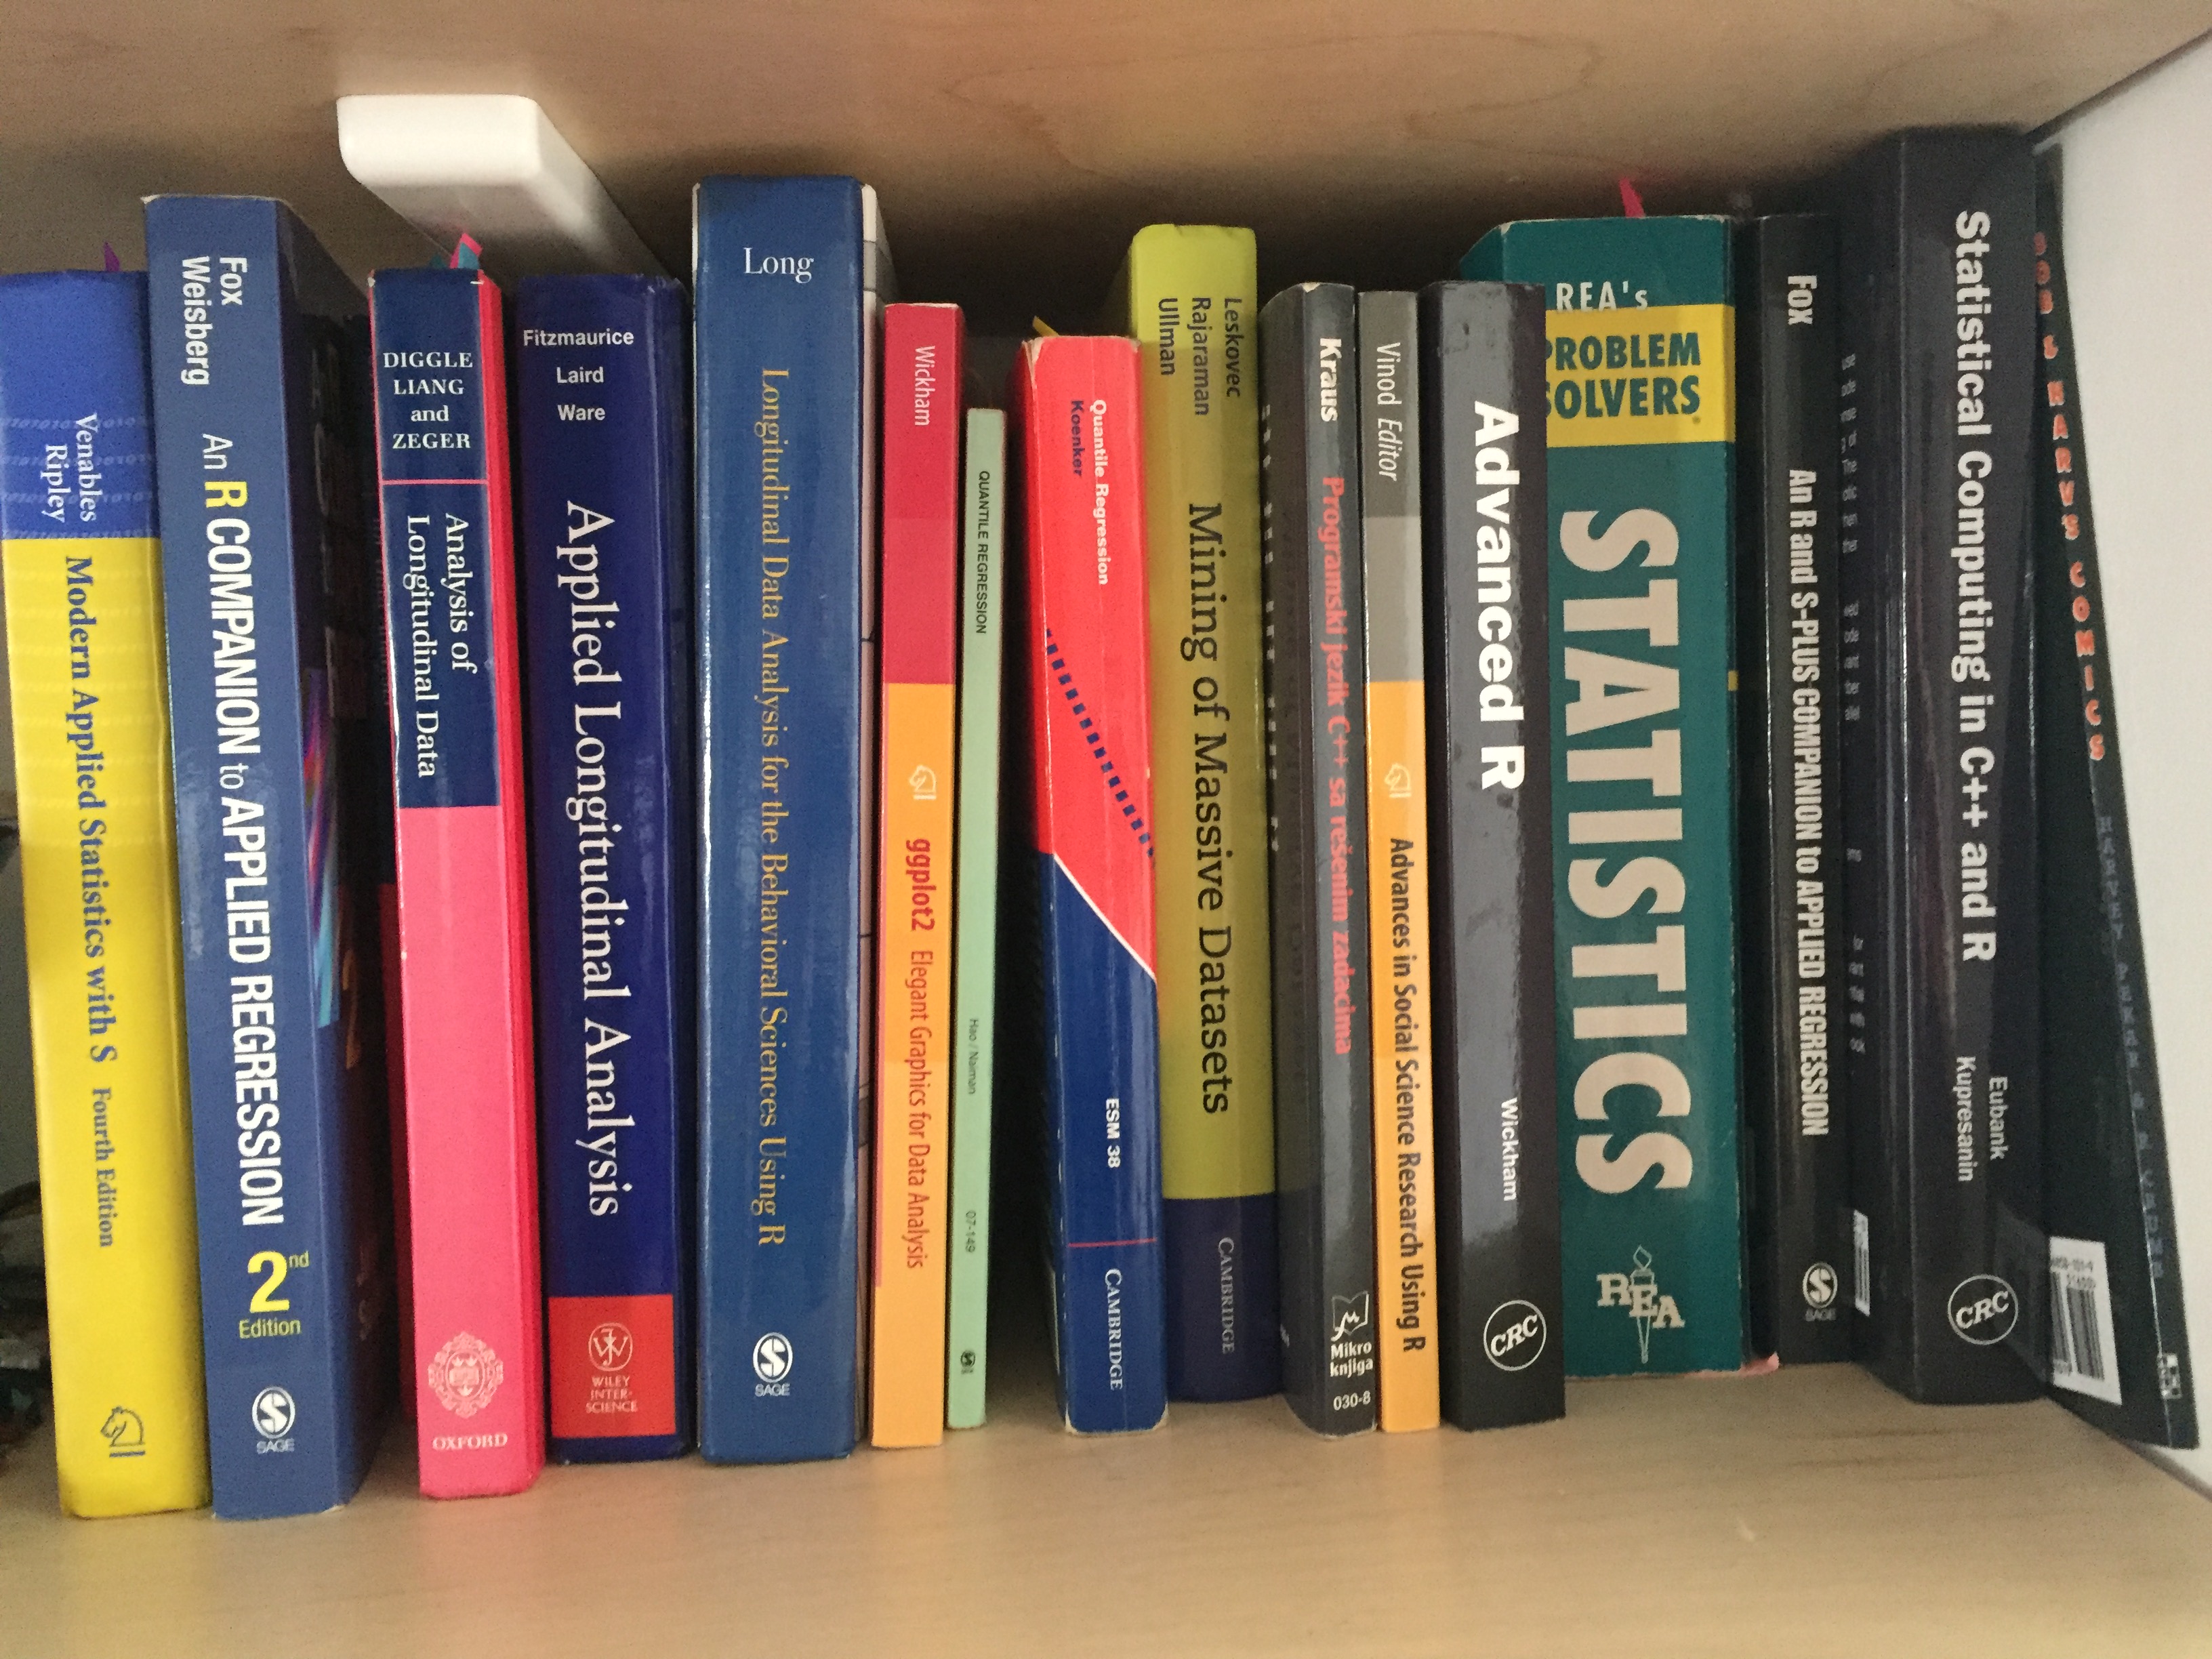 Venables
Ripley
Modern Applied Statistics with S Fourth Edition
Fox
Weisberg
An R COMPANION to APPLIED REGRESSION
2nd
Edition
SAGE
DIGGLE
LIANG
and
ZEGER
Analysis of
Longitudinal Data
OXFORD
Fitzmaurice
Laird
Ware
Applied Longitudinal Analysis
WILEY
INTER-
SCIENCE
Long
Longitudinal Data Analysis for the Behavioral Sciences Using R
SAGE
Wickham
ggplot2 Elegant Graphics for Data Analysis
QUANTILE REGRESSION
Hao / Naiman
07-149
Quantile Regression
Koenker
ESM 38
CAMBRIDGE
Leskovec
Rajaraman
Ullman
Mining of Massive Datasets
CAMBRIDGE
Kraus
Programski jezik C++ sa rešenim zadacima
Mikro
knjiga
030-8
Vinod Editor
Advances in Social Science Research Using R
Advanced R
Wickham
CRC
REA's
PROBLEM
SOLVERS
STATISTICS
REA
Fox
An R and S-PLUS COMPANION to APPLIED REGRESSION
SAGE
Statistical Computing in C++ and R
Eubank
Kupresanin
CRC